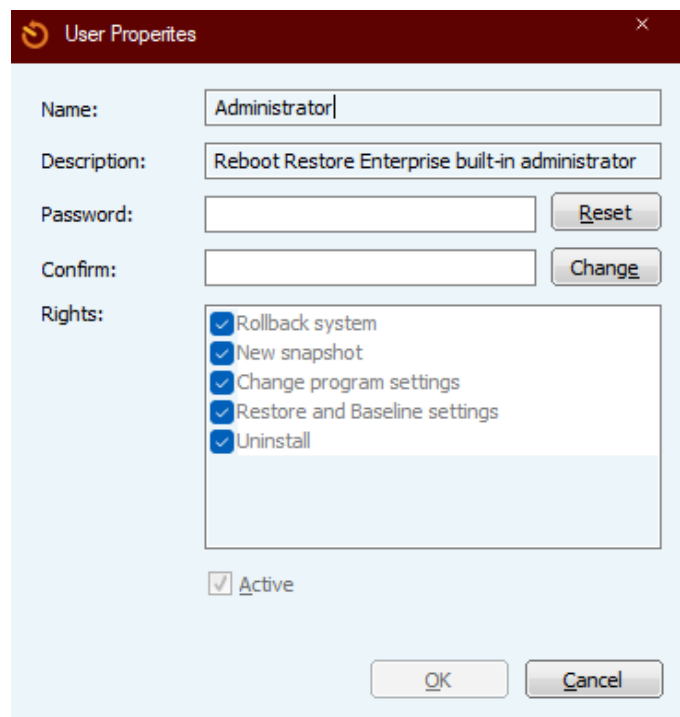 User Properites
Name: Administrator
Description: Reboot Restore Enterprise built-in administrator
Password: Reset
Confirm: Change
Rights:
Rollback system
New snapshot
Change program settings
Restore and Baseline settings
Uninstall
Active
OK Cancel